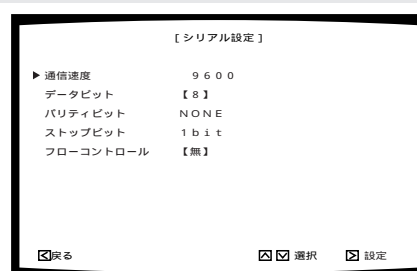 [シリアル設定]
▶通信速度 9600
データビット 【8】
パリティビット NONE
ストップビット 1bit
フローコントロール 【無】
戻る 選択 設定